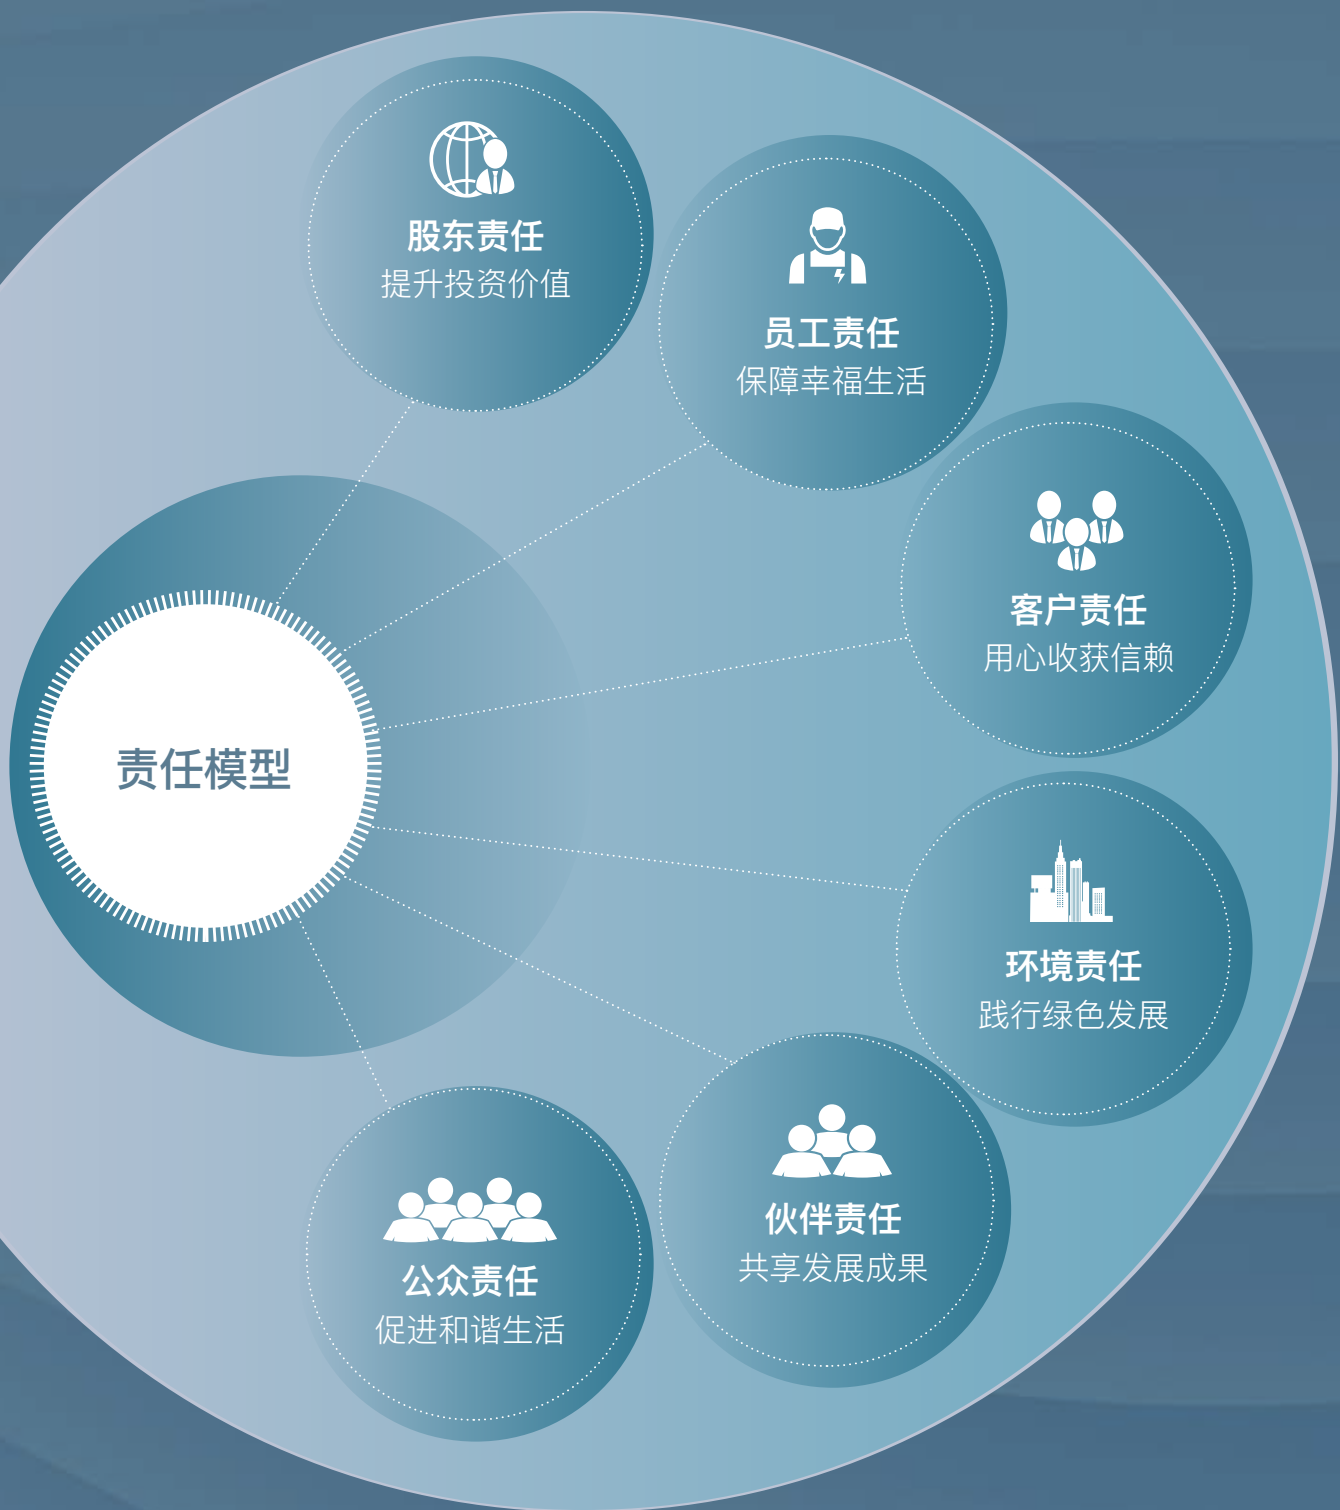 股东责任
提升投资价值
员工责任
保障幸福生活
客户责任
用心收获信赖
责任模型
环境责任
践行绿色发展
伙伴责任
共享发展成果
公众责任
促进和谐生活